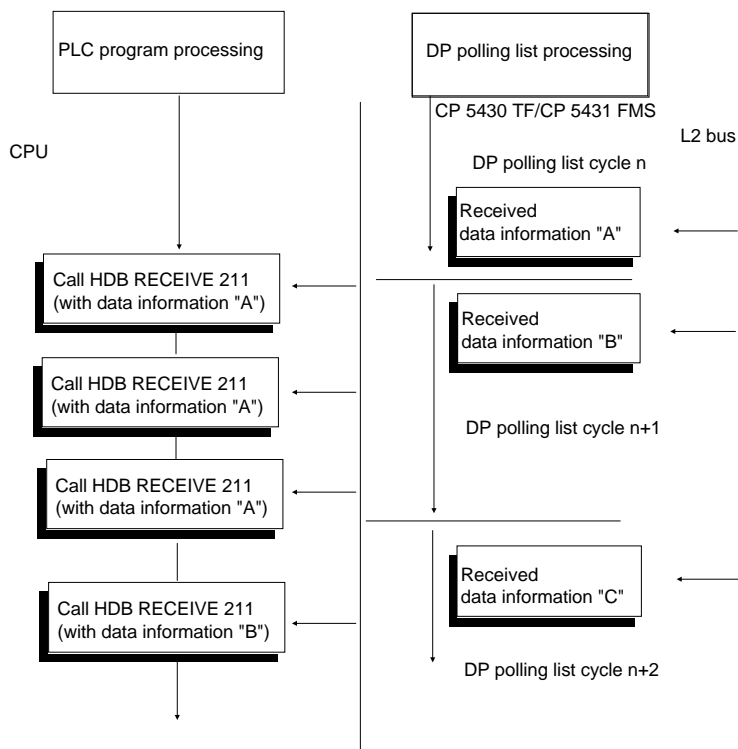 PLC program processing
DP polling list processing
CP 5430 TF/CP 5431 FMS
L2 bus
CPU
DP polling list cycle n
Received
data information "A"
Call HDB RECEIVE 211
(with data information "A")
Received
data information "B"
Call HDB RECEIVE 211
(with data information "A")
DP polling list cycle n+1
Call HDB RECEIVE 211
(with data information "A")
Received
data information "C"
Call HDB RECEIVE 211
(with data information "B")
DP polling list cycle n+2